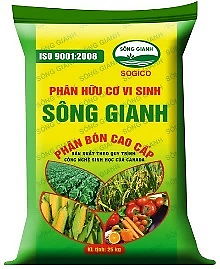 ISO 9001:2008
SÔNG GIANH
SOGICO
PHÂN HỮU CƠ VI SINH
SÔNG GIANH
PHÂN BÓN CAO CẤP
SẢN XUẤT THEO QUY TRÌNH
CÔNG NGHỆ SINH HỌC CỦA CANADA
KL tịnh: 25 kg